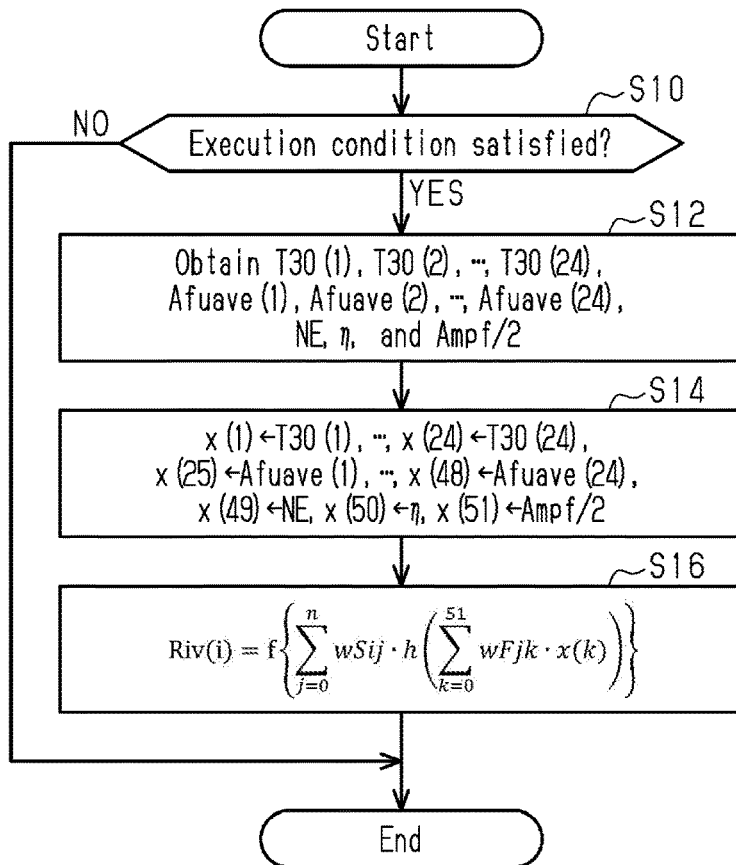 Start
S10
NO
Execution condition satisfied?
YES
S12
Obtain T30(1), T30(2), ···, T30(24),
Afuave(1), Afuave(2), ···, Afuave(24),
NE, η, and Ampf/2
S14
x(1)←T30(1), ···, x(24)←T30(24),
x(25)←Afuave(1), ···, x(48)←Afuave(24),
x(49)←NE, x(50)←η, x(51)←Ampf/2
S16
Riv(i) = f{∑_{j=0}^{n} wSij · h(∑_{k=0}^{51} wFjk · x(k))}
End